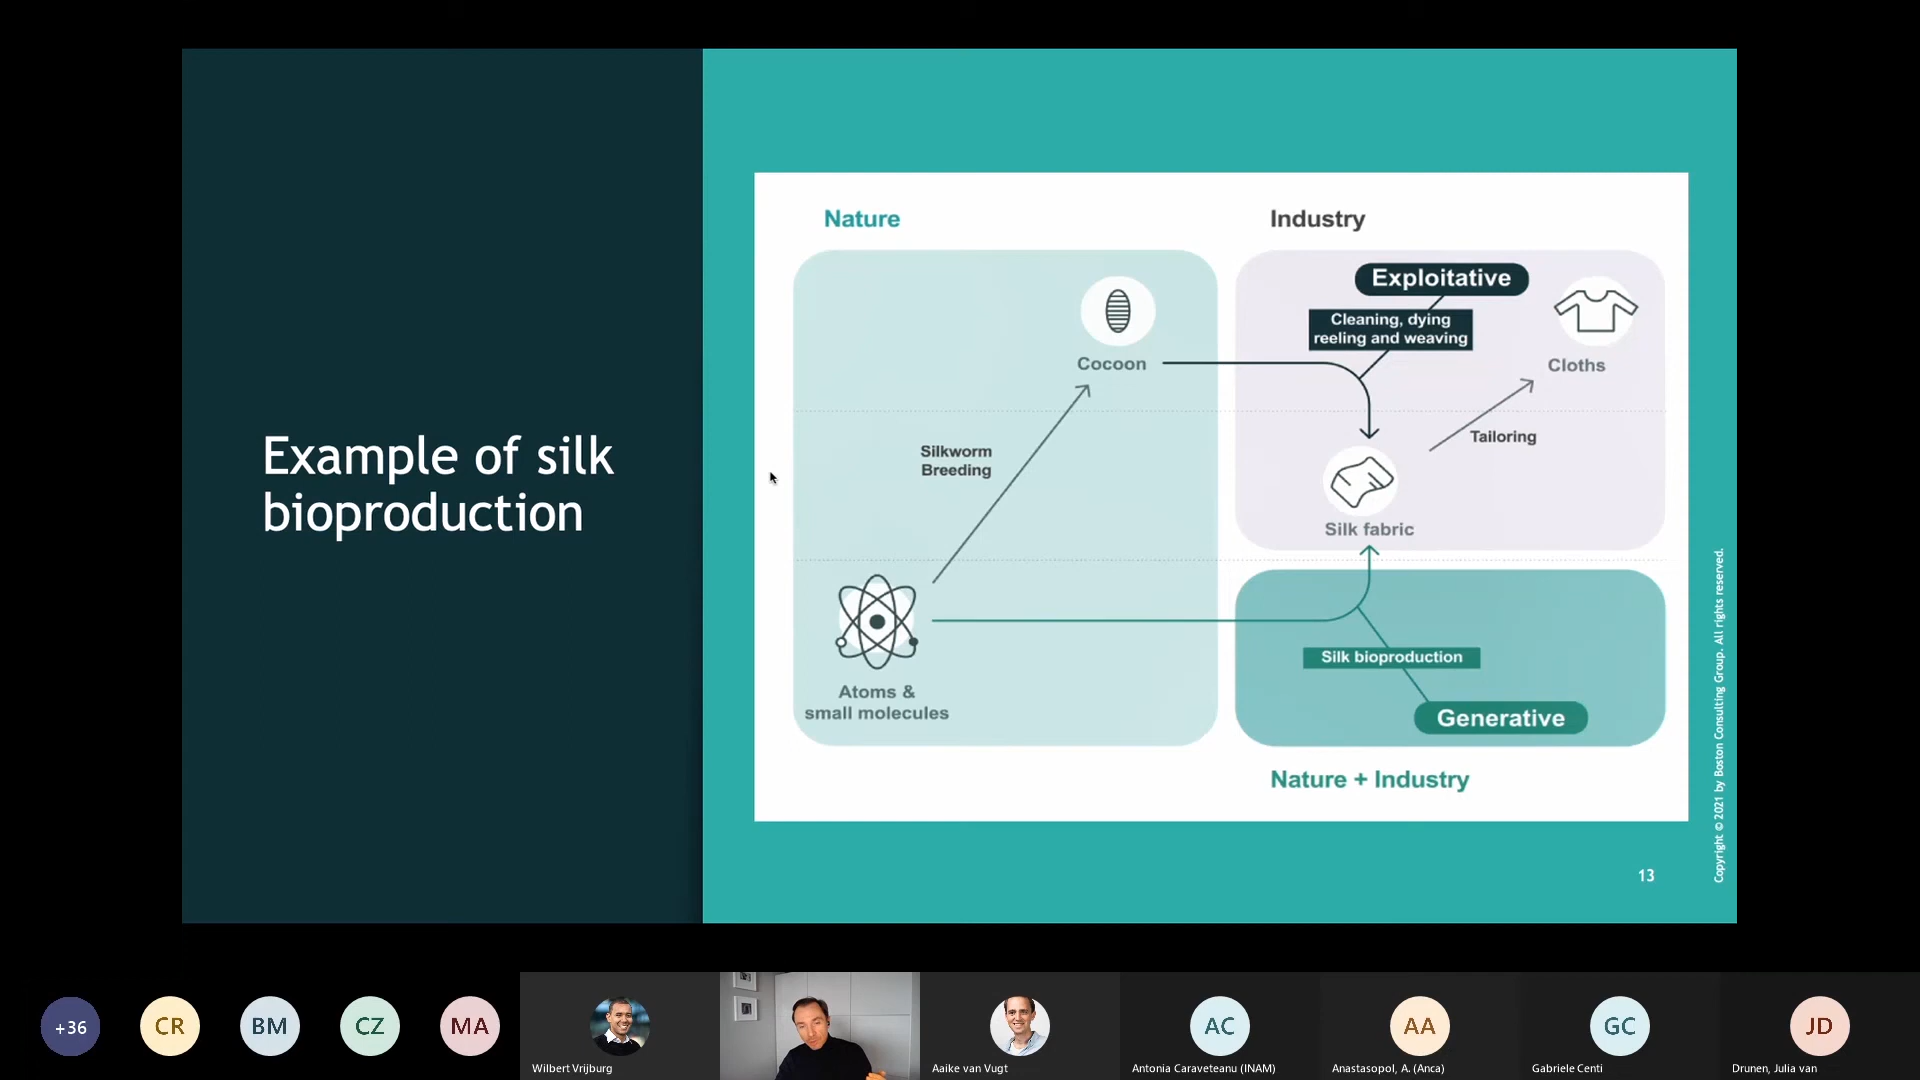 Example of silk
bioproduction
Nature
Industry
Exploitative
Cleaning, dying
reeling and weaving
Cocoon
Cloths
Silkworm
Breeding
Tailoring
Silk fabric
Atoms &
small molecules
Silk bioproduction
Generative
Nature + Industry
13
Copyright © 2021 by Boston Consulting Group. All rights reserved.
+36
CR
BM
CZ
MA
Wilbert Vrijburg
Aaike van Vugt
AC
Antonia Caraveteanu (INAM)
AA
Anastasopol, A. (Anca)
GC
Gabriele Centi
JD
Drunen, Julia van